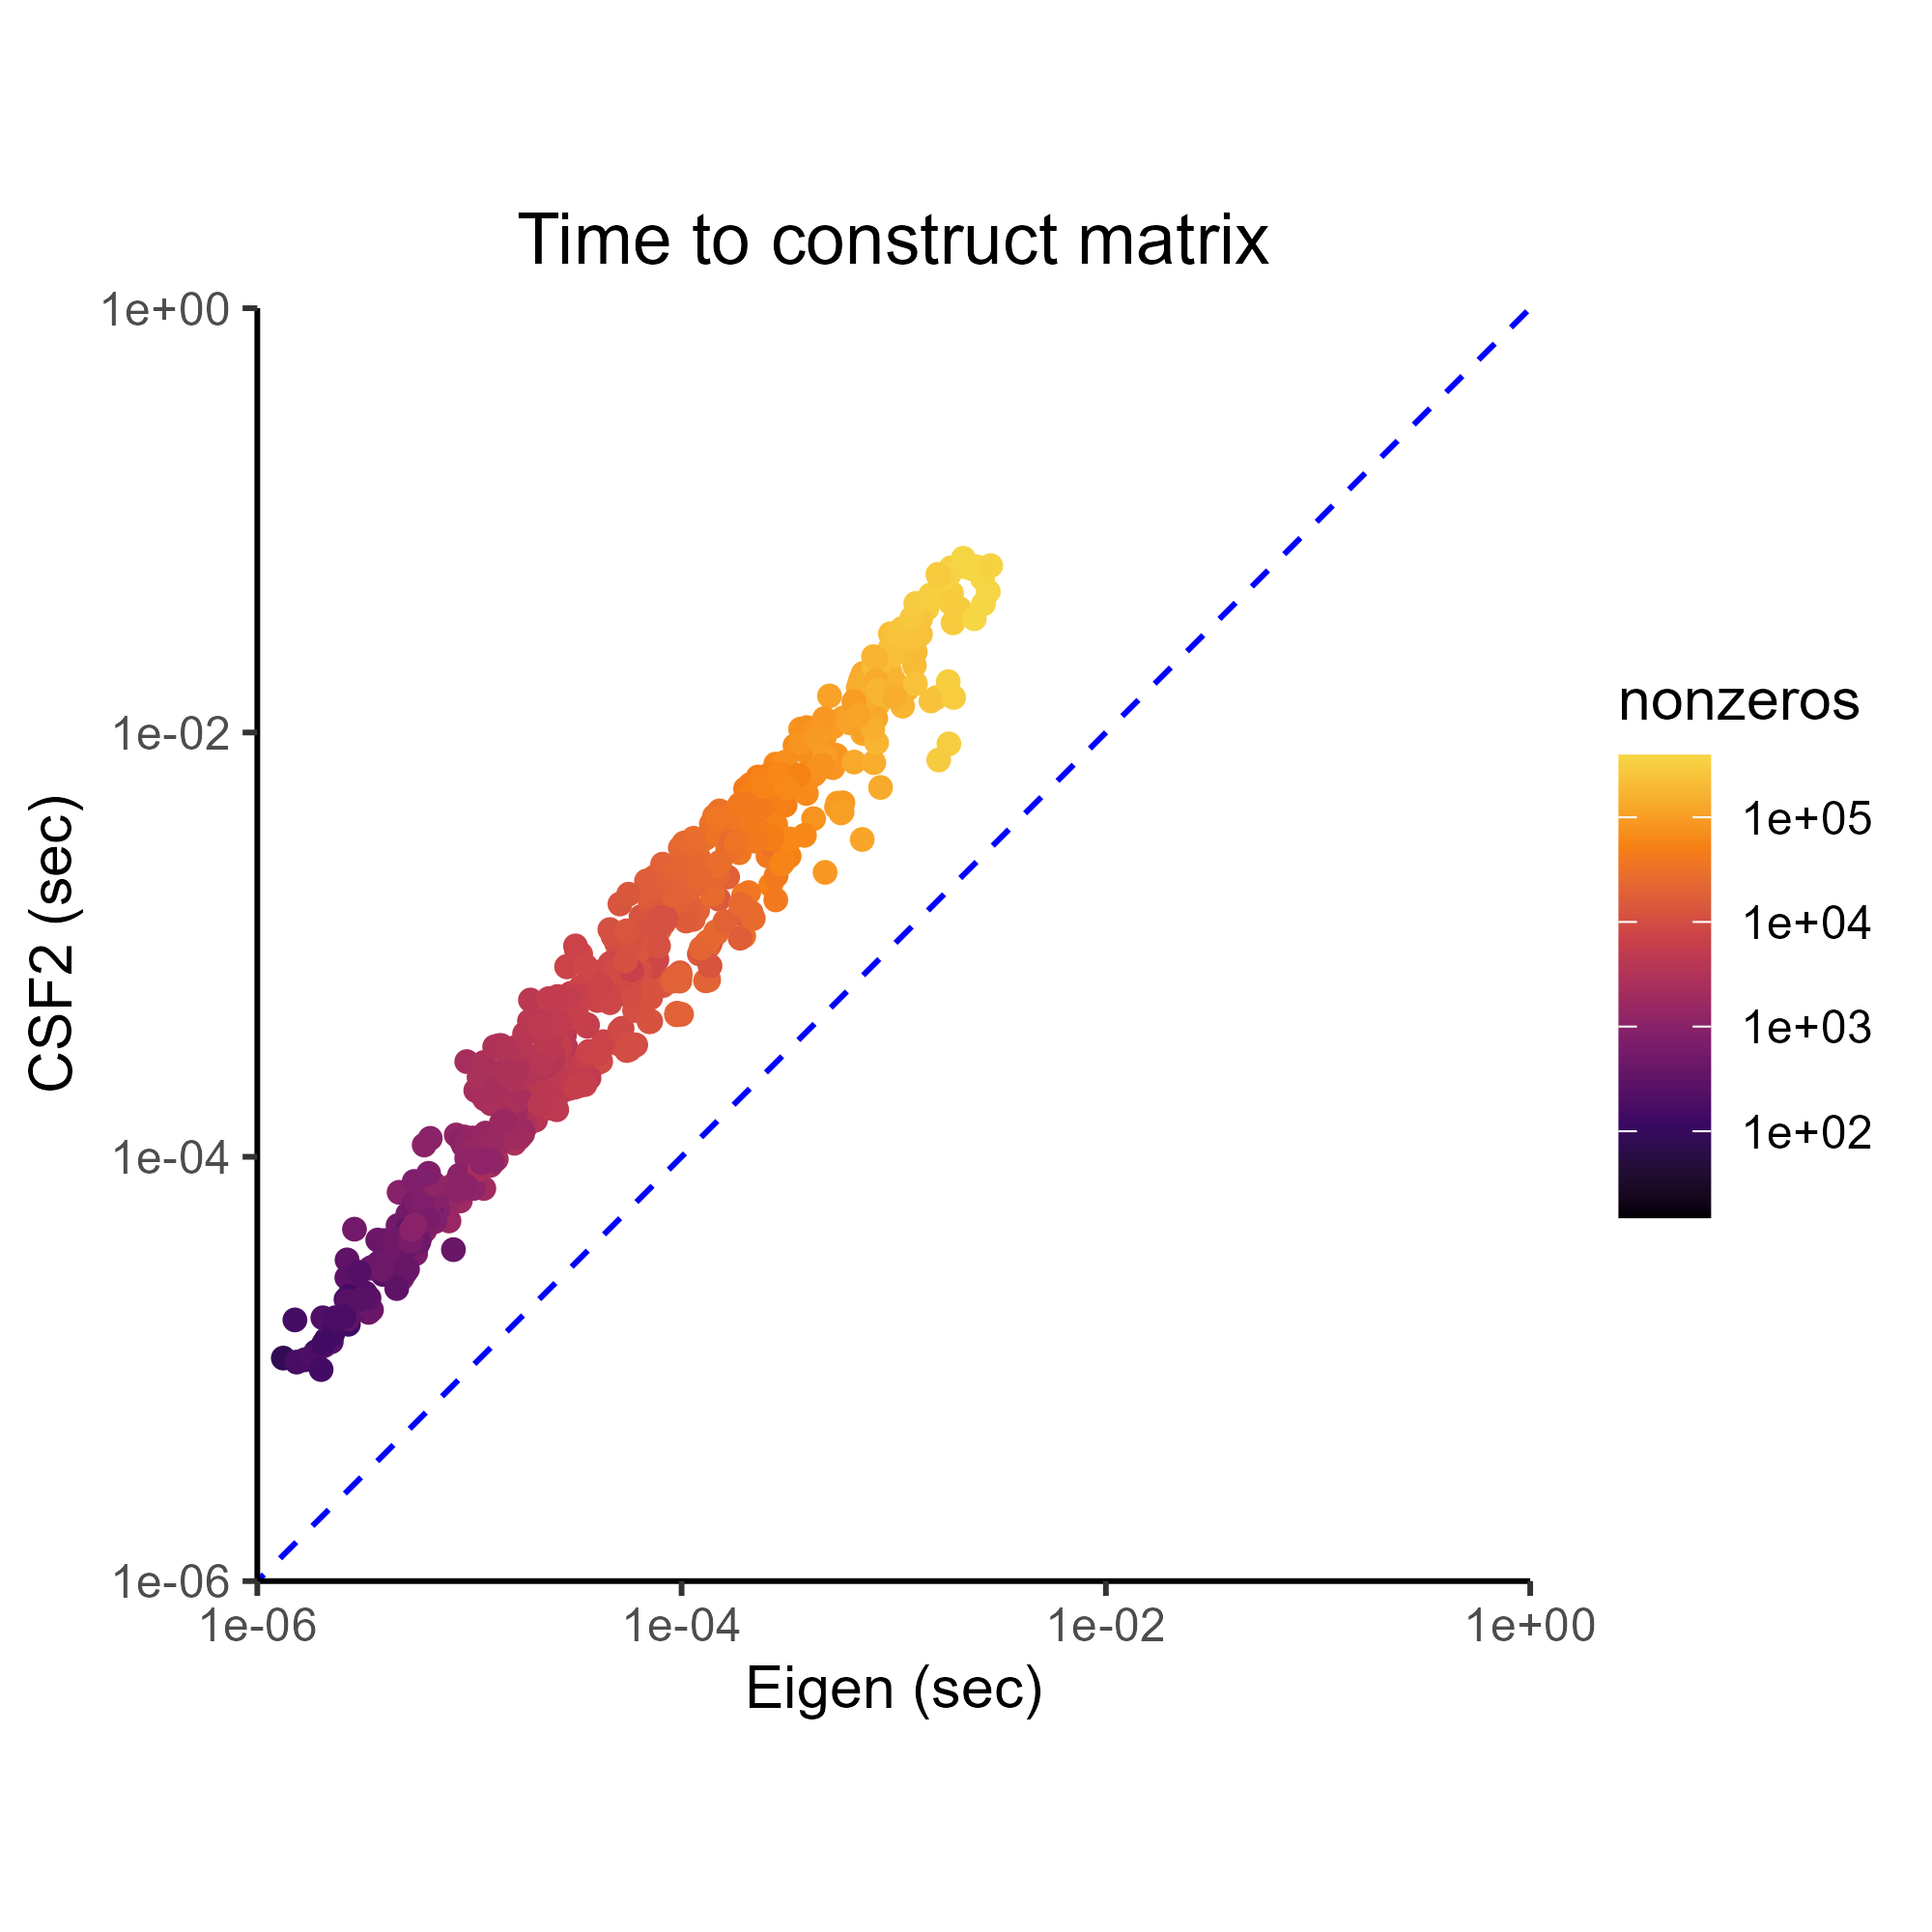 Time to construct matrix
1e+00
1e-02
1e-04
1e-06
CSF2 (sec)
1e-06
1e-04
1e-02
1e+00
Eigen (sec)
nonzeros
1e+05
1e+04
1e+03
1e+02